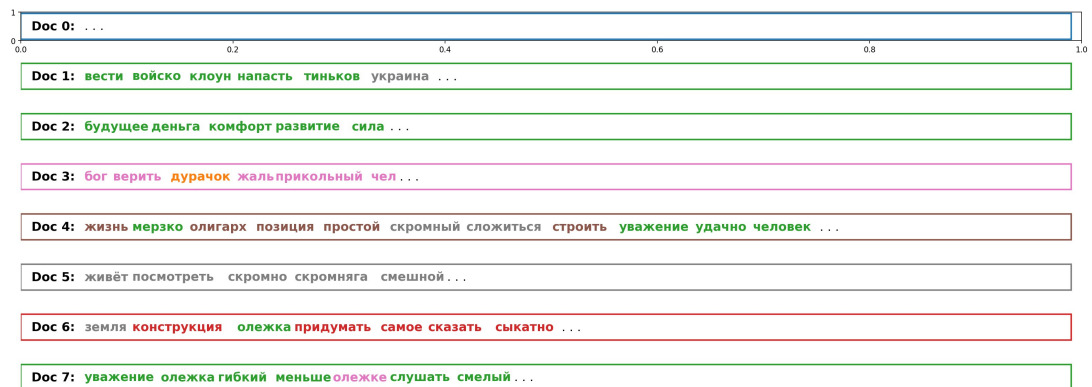 1
Doc 0: ...
0
0.0 0.2 0.4 0.6 0.8 1.0
Doc 1: вести войско клоун напасть тиньков украина ...
Doc 2: будущее деньга комфорт развитие сила ...
Doc 3: бог верить дурачок жаль прикольный чел ...
Doc 4: жизнь мерзко олигарх позиция простой скромный сложиться строить уважение удачно человек ...
Doc 5: живёт посмотреть скромно скромняга смешной ...
Doc 6: земля конструкция олежка придумать самое сказать сыкатно ...
Doc 7: уважение олежка гибкий меньше олежке слушать смелый ...